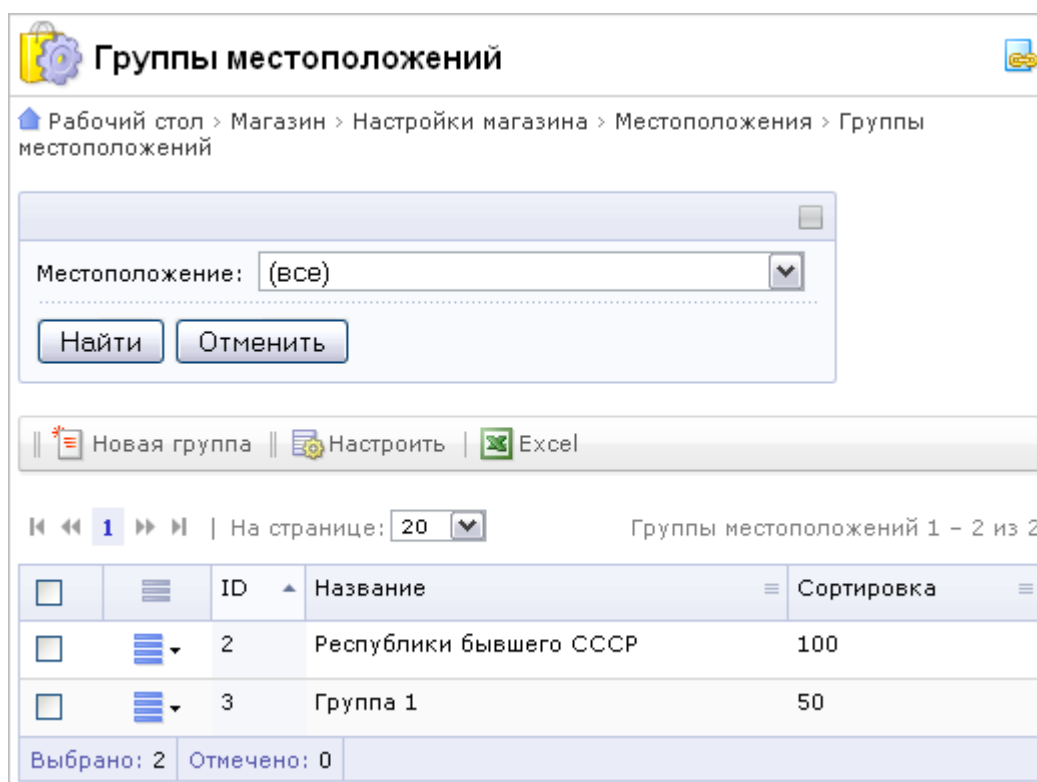 Группы местоположений
Рабочий стол > Магазин > Настройки магазина > Местоположения > Группы
местоположений
Местоположение: (все)
Найти Отменить
Новая группа Настроить | Excel
1 | На странице: 20 Группы местоположений 1 – 2 из 2
ID Название Сортировка
2 Республики бывшего СССР 100
3 Группа 1 50
Выбрано: 2 Отмечено: 0